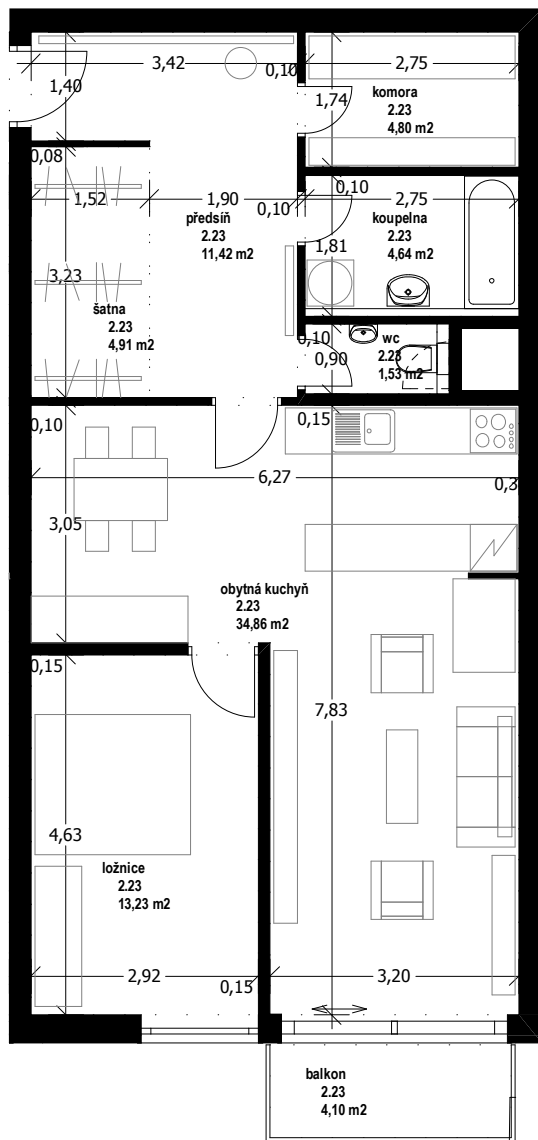 3,42
0,10
2,75
1,40
1,74
komora
2.23
4,80 m2
0,08
0,10
1,52
1,90
0,10
2,75
předsíň
2.23
11,42 m2
koupelna
2.23
4,64 m2
1,81
3,23
šatna
2.23
4,91 m2
0,10
0,90
wc
2.23
1,53 m2
0,10
0,15
6,27
0,3
3,05
obytná kuchyň
2.23
34,86 m2
0,15
7,83
4,63
ložnice
2.23
13,23 m2
2,92
0,15
3,20
balkon
2.23
4,10 m2